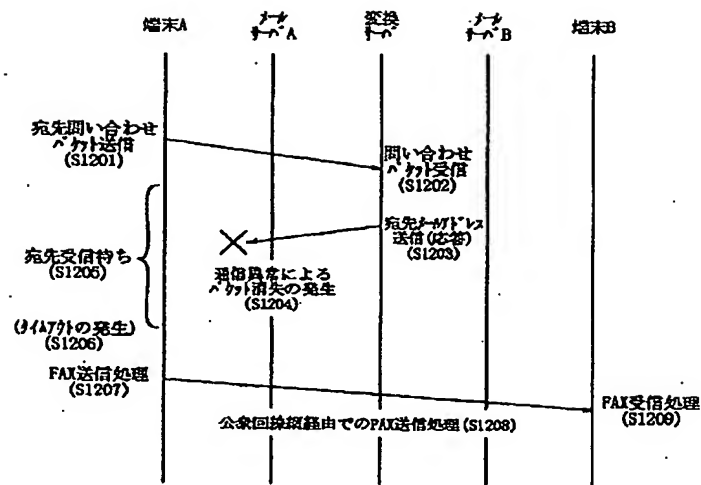 端末A
メール
サーバA
変換
サーバ
メール
サーバB
端末B
宛先問い合わせ
パケット送信
(S1201)
問い合わせ
パケット受信
(S1202)
宛先メールアドレス
送信(応答)
(S1203)
宛先受信待ち
(S1205)
通信異常による
パケット消失の発生
(S1204)
(タイムアウトの発生)
(S1206)
FAX送信処理
(S1207)
公衆回線網経由でのFAX送信処理(S1208)
FAX受信処理
(S1209)